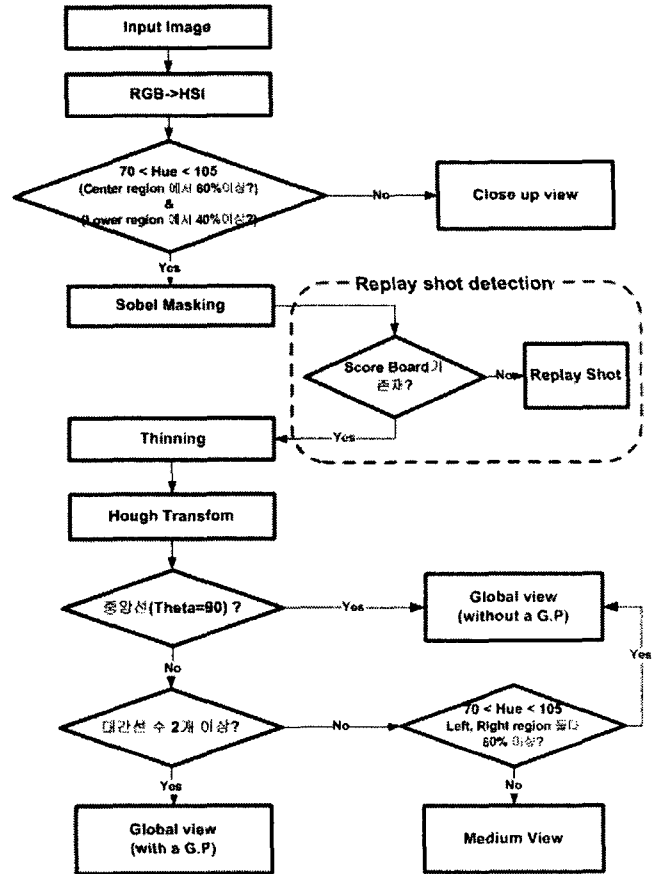 Input Image
RGB->HSI
70 < Hue < 105
(Center region 에서 60%이상?)
&
(Lower region 에서 40%이상?)
No
Close up view
Yes
Sobel Masking
Replay shot detection
Score Board가
존재?
No
Replay Shot
Yes
Thinning
Hough Transfom
중앙선(Theta=90) ?
Yes
Global view
(without a G.P)
Yes
No
대각선 수 2개 이상?
No
70 < Hue < 105
Left, Right region 둘다
60% 이상?
Yes
No
Global view
(with a G.P)
Medium View